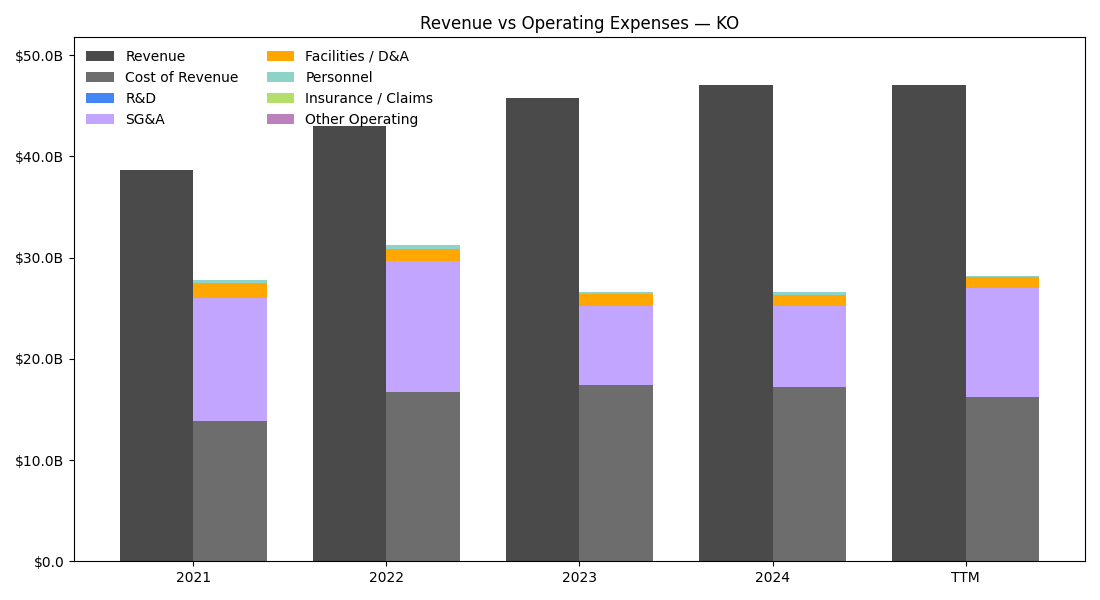 Revenue vs Operating Expenses — KO
$50.0B
$40.0B
$30.0B
$20.0B
$10.0B
$0.0
Revenue
Cost of Revenue
R&D
SG&A
Facilities / D&A
Personnel
Insurance / Claims
Other Operating
2021
2022
2023
2024
TTM